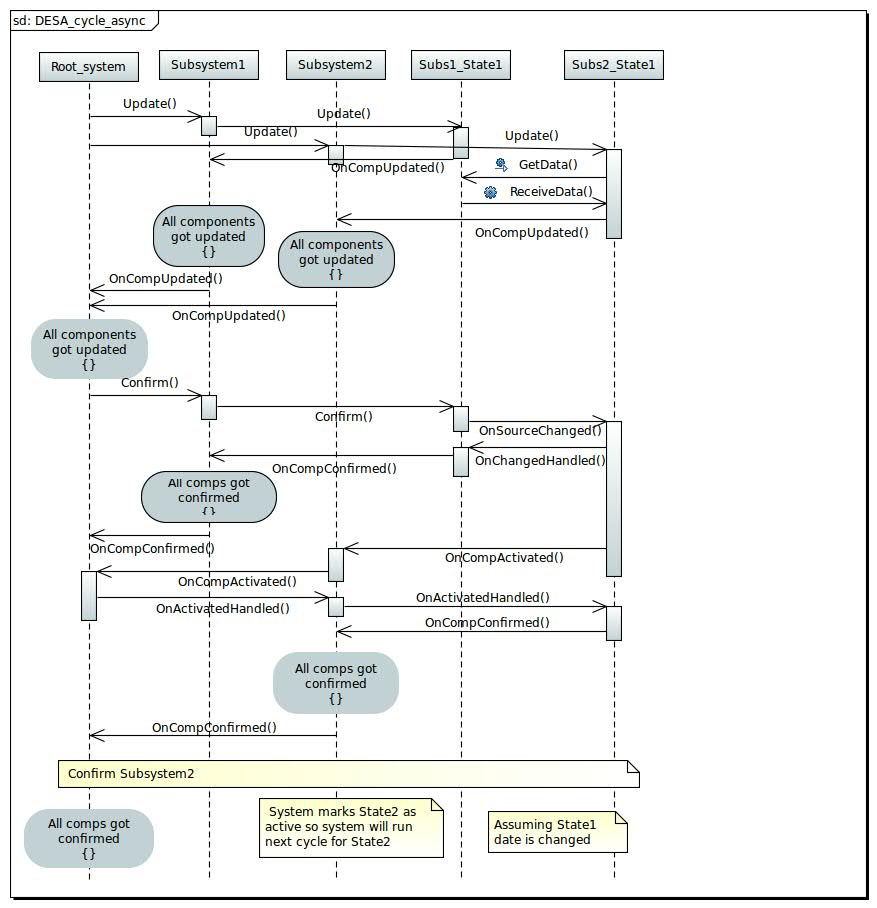 sd: DESA_cycle_async
Root_system
Subsystem1
Subsystem2
Subs1_State1
Subs2_State1
Update()
Update()
Update()
Update()
OnCompUpdated()
GetData()
ReceiveData()
OnCompUpdated()
All components
got updated
{}
All components
got updated
{}
OnCompUpdated()
OnCompUpdated()
All components
got updated
{}
Confirm()
Confirm()
OnSourceChanged()
OnChangedHandled()
OnCompConfirmed()
All comps got
confirmed
{}
OnCompConfirmed()
OnCompActivated()
OnCompActivated()
OnActivatedHandled()
OnActivatedHandled()
OnCompConfirmed()
All comps got
confirmed
{}
OnCompConfirmed()
Confirm Subsystem2
All comps got
confirmed
{}
System marks State2 as
active so system will run
next cycle for State2
Assuming State1
date is changed